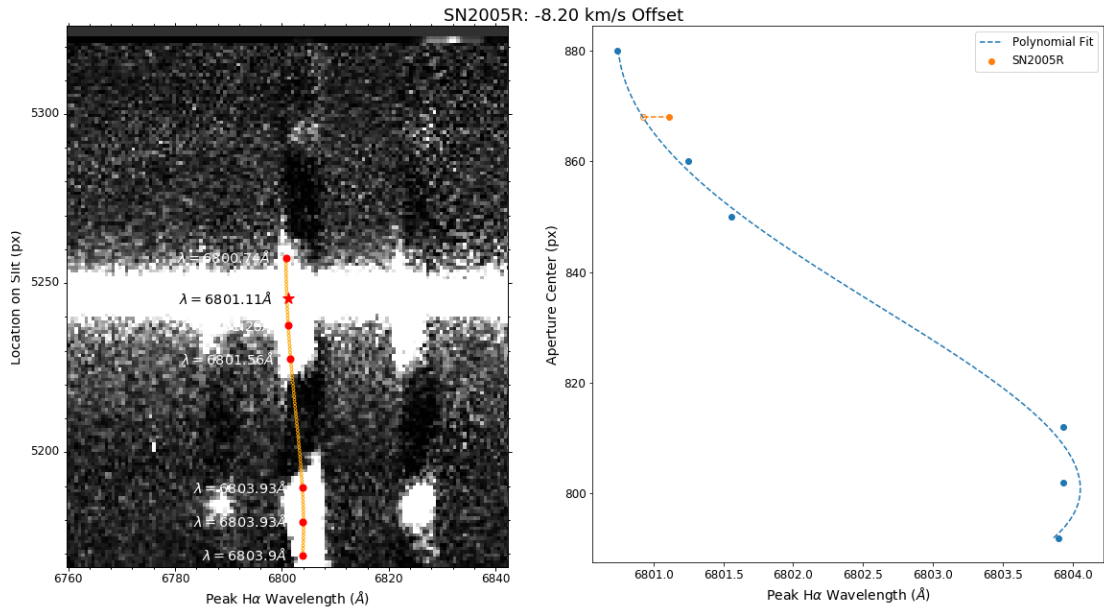 SN2005R: -8.20 km/s Offset
Location on Slit (px)
5300
5250
5200
λ=6800.74Å
λ=6801.11Å
λ=6801.56Å
λ=6803.93Å
λ=6803.93Å
λ=6803.9Å
6760 6780 6800 6820 6840
Peak Hα Wavelength (Å)
Aperture Center (px)
880
860
840
820
800
Polynomial Fit
SN2005R
6801.0 6801.5 6802.0 6802.5 6803.0 6803.5 6804.0
Peak Hα Wavelength (Å)